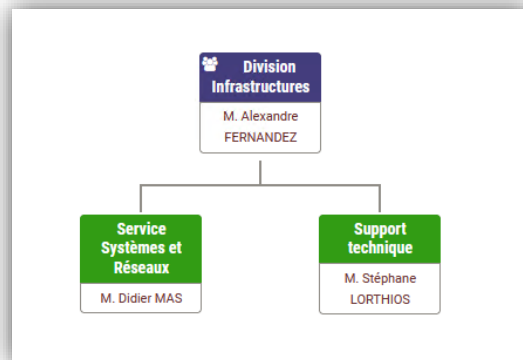 Division
Infrastructures
M. Alexandre
FERNANDEZ
Service
Systèmes et
Réseaux
M. Didier MAS
Support
technique
M. Stéphane
LORTHIOS